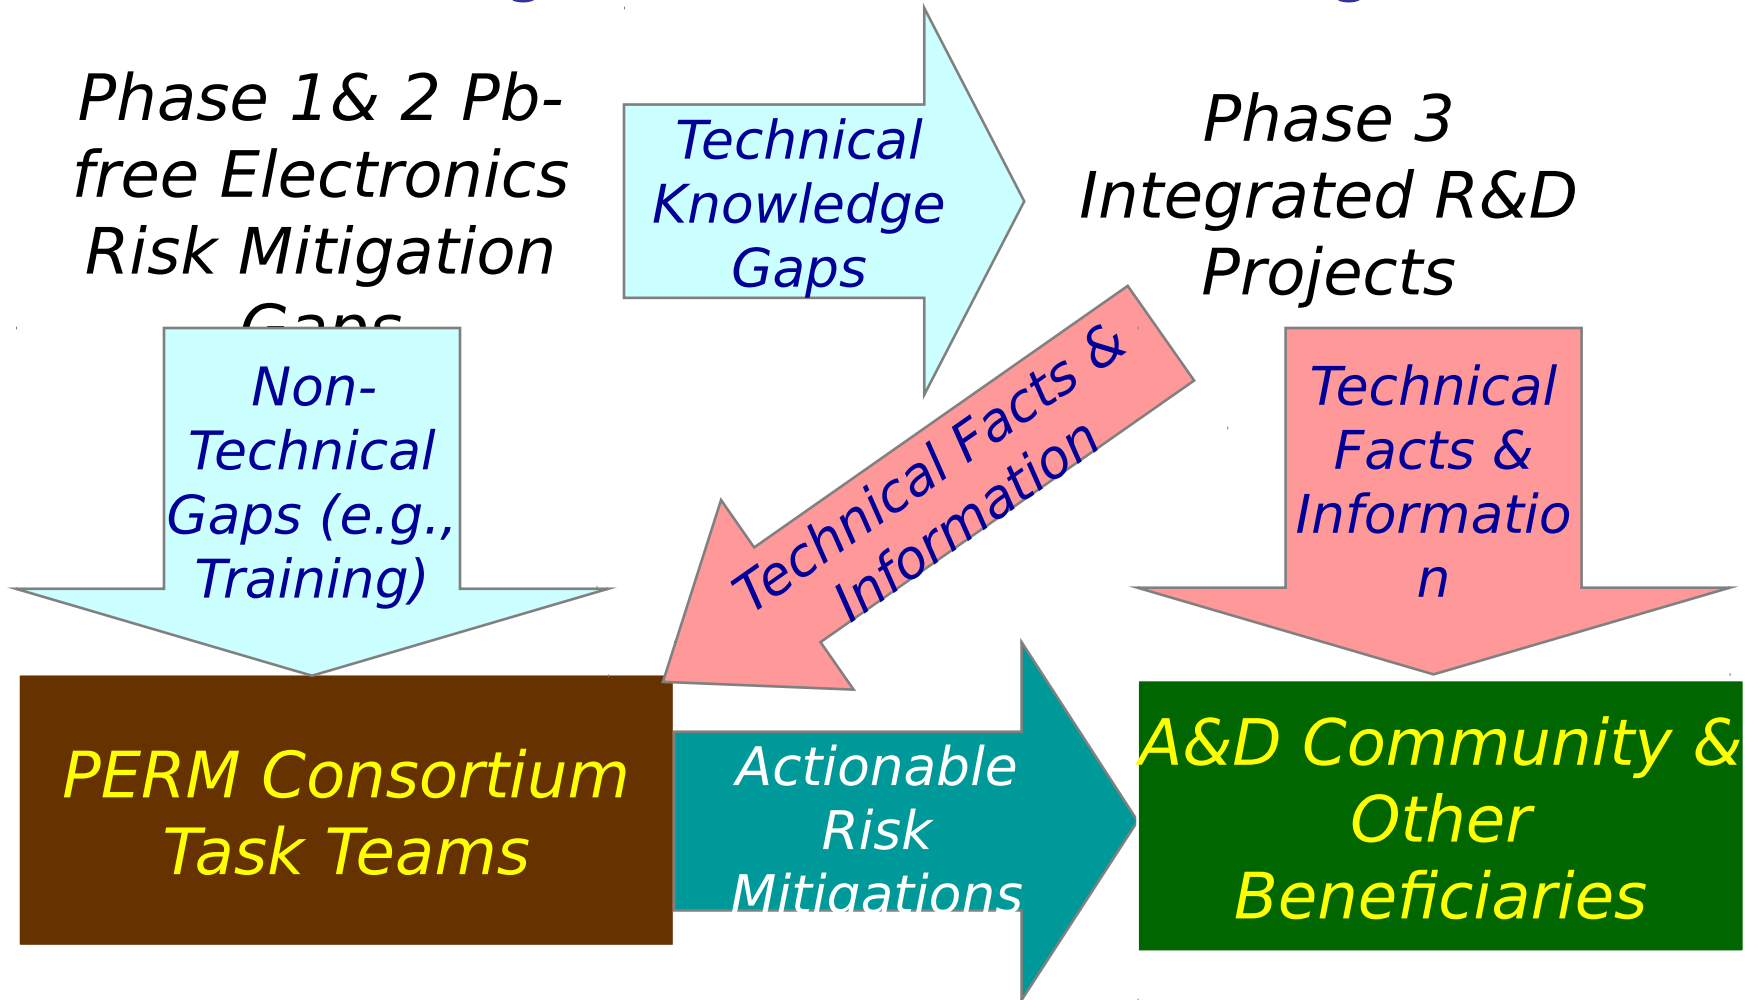 Phase 1& 2 Pb-
free Electronics
Risk Mitigation
Gaps
Technical
Knowledge
Gaps
Phase 3
Integrated R&D
Projects
Non-
Technical
Gaps (e.g.,
Training)
Technical Facts &
Information
Technical
Facts &
Informatio
n
PERM Consortium
Task Teams
Actionable
Risk
Mitigations
A&D Community &
Other
Beneficiaries